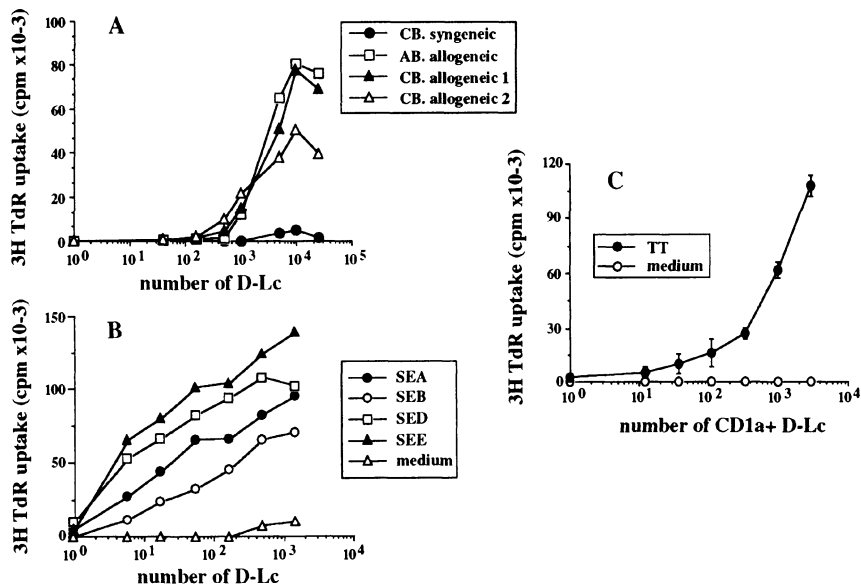 A
3H TdR uptake (cpm x10-3)
100
80
60
40
20
0
10^0 10^1 10^2 10^3 10^4 10^5
number of D-Lc
CB. syngeneic
AB. allogeneic
CB. allogeneic 1
CB. allogeneic 2
B
3H TdR uptake (cpm x10-3)
150
100
50
0
10^0 10^1 10^2 10^3 10^4
number of D-Lc
SEA
SEB
SED
SEE
medium
C
3H TdR uptake (cpm x10-3)
120
90
60
30
0
10^0 10^1 10^2 10^3 10^4
number of CD1a+ D-Lc
TT
medium